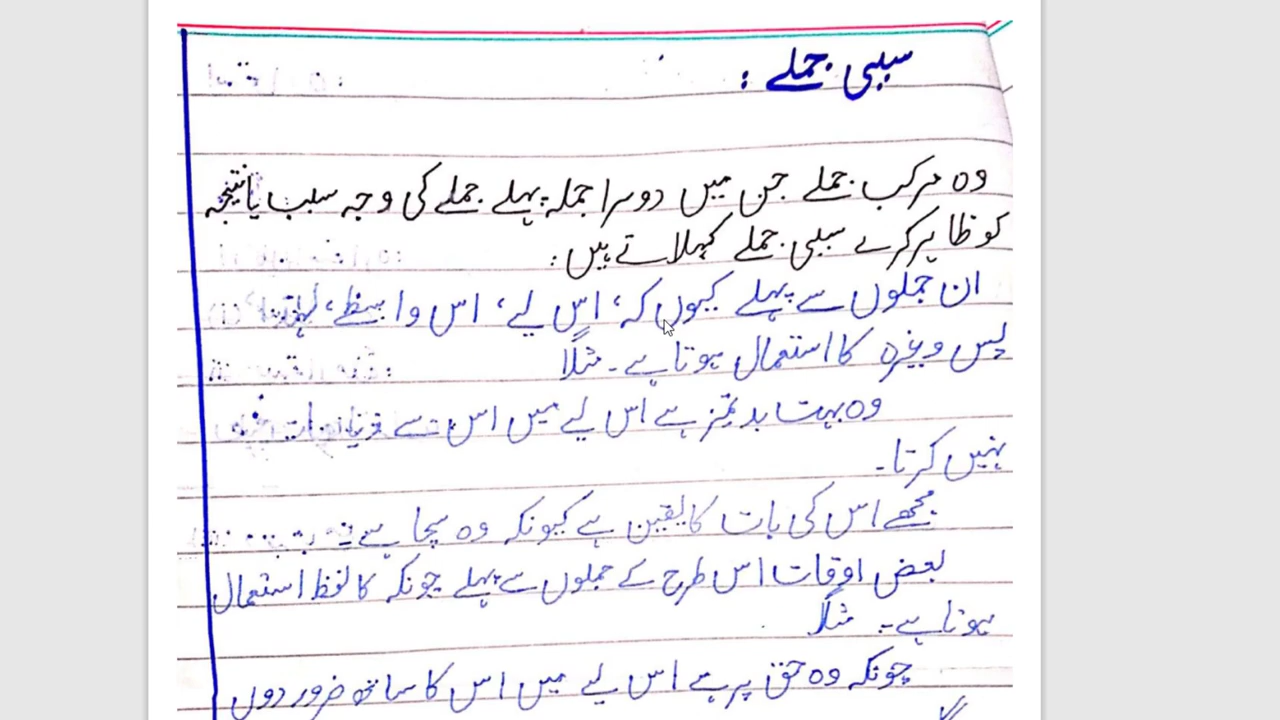 سببی جملے :
وہ مرکب جملے جن میں دوسرا جملہ پہلے جملے کی وجہ سبب یا نتیجہ
کو ظاہر کرے سببی جملے کہلاتے ہیں :
ان جملوں سے پہلے کیوں کہ، اس لیے، اس واسطے، لہٰذا
پس وغیرہ کا استعمال ہوتا ہے ۔ مثلاً
وہ بہت بد تمیز ہے اس لیے میں اس سے بات
نہیں کرتا ۔
مجھے اس کی بات کا یقین ہے کیونکہ وہ سچا ہے
بعض اوقات اس طرح کے جملوں سے پہلے چونکہ کا لفظ استعمال
ہوتا ہے ۔ مثلاً
چونکہ وہ حق پر ہے اس لیے میں اس کا ساتھ ضرور دوں
گا